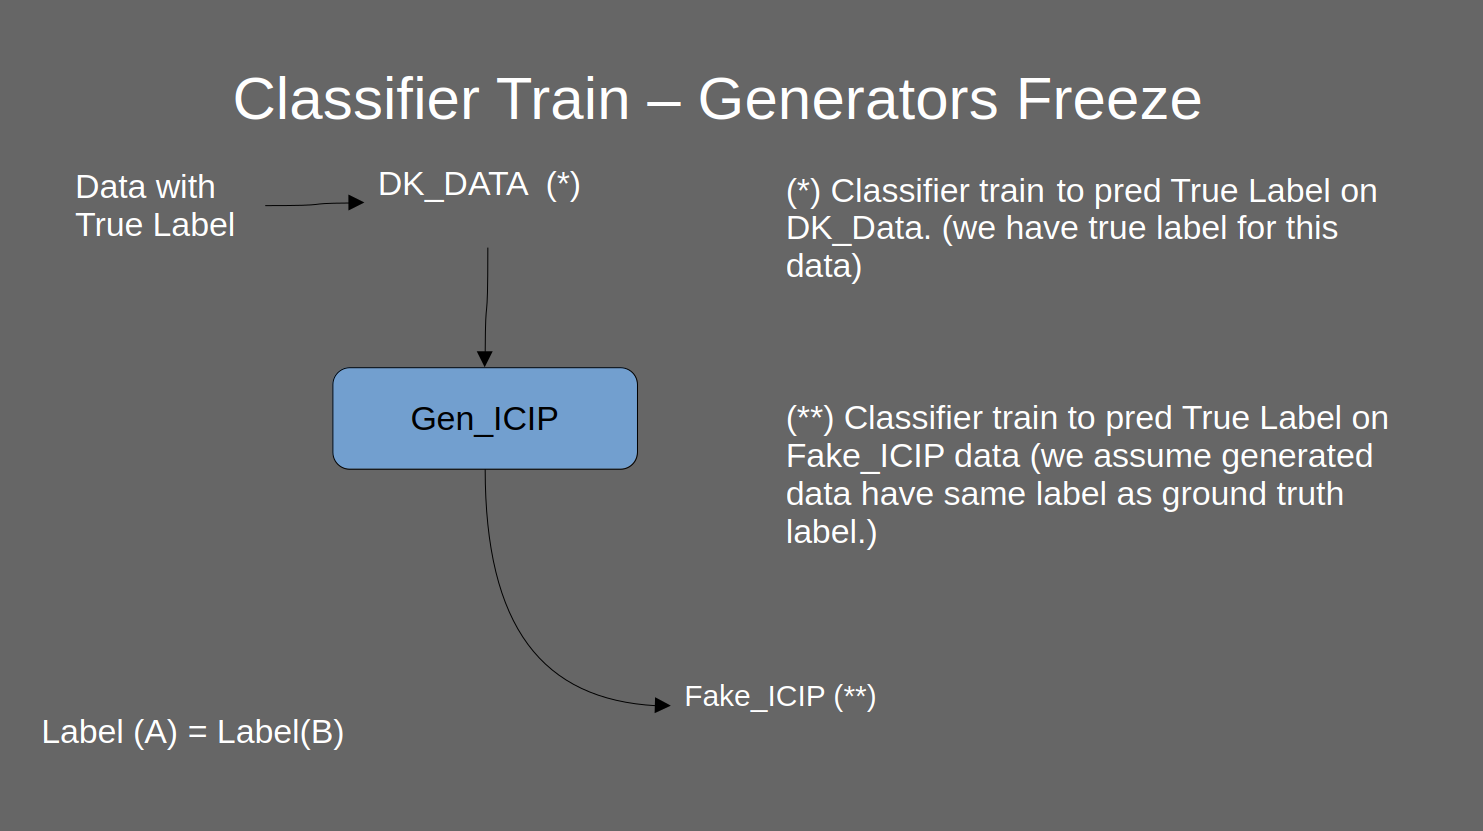 Classifier Train – Generators Freeze
Data with
True Label
DK_DATA (*)
(*) Classifier train to pred True Label on
DK_Data. (we have true label for this
data)
Gen_ICIP
(**) Classifier train to pred True Label on
Fake_ICIP data (we assume generated
data have same label as ground truth
label.)
Fake_ICIP (**)
Label (A) = Label(B)